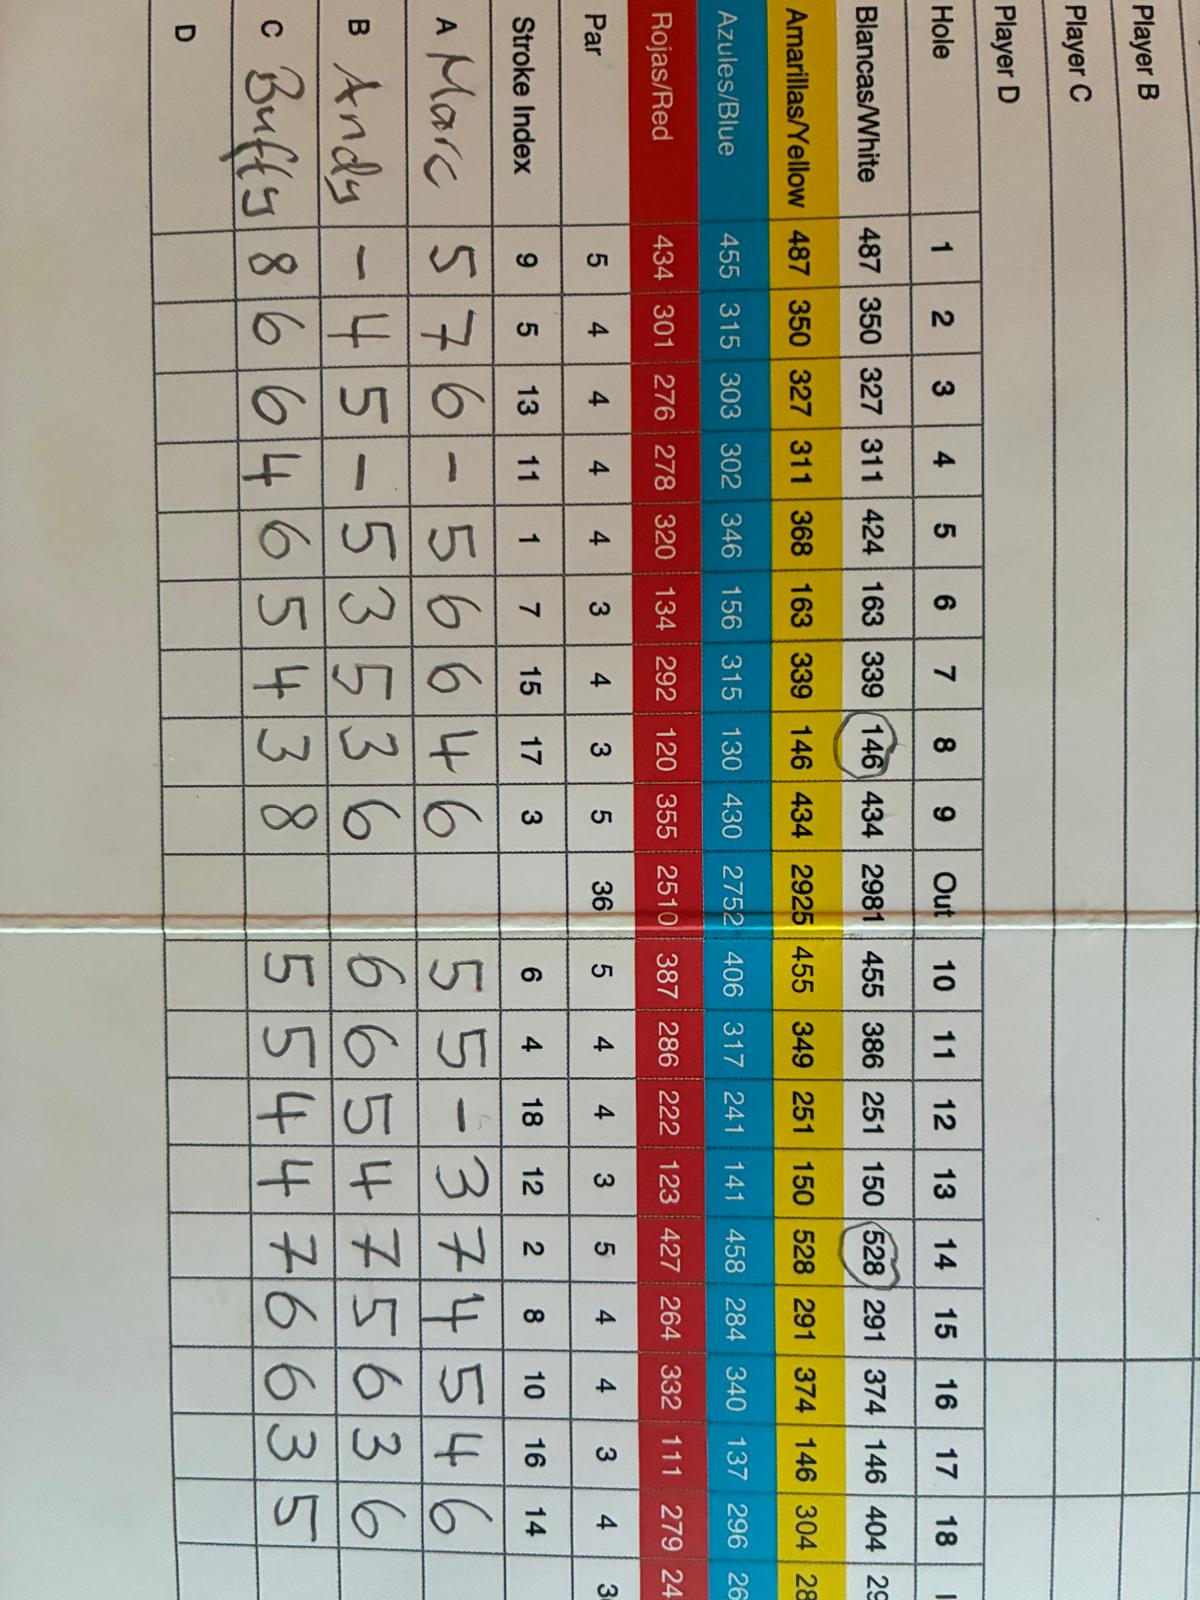 Player B
Player C
Player D
Hole 1 2 3 4 5 6 7 8 9 Out 10 11 12 13 14 15 16 17 18 I
Blancas/White 487 350 327 311 424 163 339 146 434 2981 455 386 251 150 528 291 374 146 404 29
Amarillas/Yellow 487 350 327 311 368 163 339 146 434 2925 455 349 251 150 528 291 374 146 304 28
Azules/Blue 455 315 303 302 346 156 315 130 430 2752 406 317 241 141 458 284 340 137 296 26
Rojas/Red 434 301 276 278 320 134 292 120 355 2510 387 286 222 123 427 264 332 111 279 24
Par 5 4 4 4 4 3 4 3 5 36 5 4 4 3 5 4 4 3 4 3
Stroke Index 9 5 13 11 1 7 15 17 3 6 4 18 12 2 8 10 16 14
A Marc 5 7 6 - 5 6 6 4 6 5 5 - 3 7 4 5 4 6
B Andy - 4 5 - 5 3 5 3 6 6 6 5 4 7 5 6 3 6
C Buffy 8 6 6 4 6 5 4 3 8 5 5 4 4 7 6 6 3 5
D